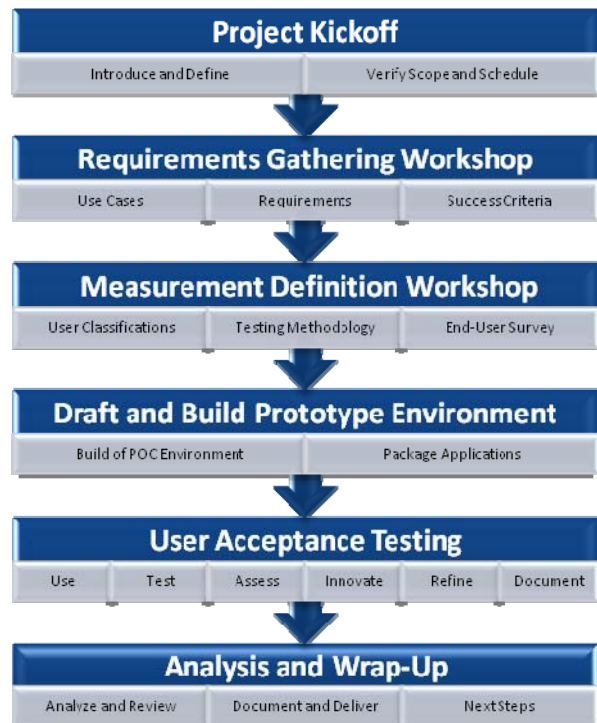 Project Kickoff
Introduce and Define Verify Scope and Schedule
Requirements Gathering Workshop
Use Cases Requirements Success Criteria
Measurement Definition Workshop
User Classifications Testing Methodology End-User Survey
Draft and Build Prototype Environment
Build of POC Environment Package Applications
User Acceptance Testing
Use Test Assess Innovate Refine Document
Analysis and Wrap-Up
Analyze and Review Document and Deliver Next Steps